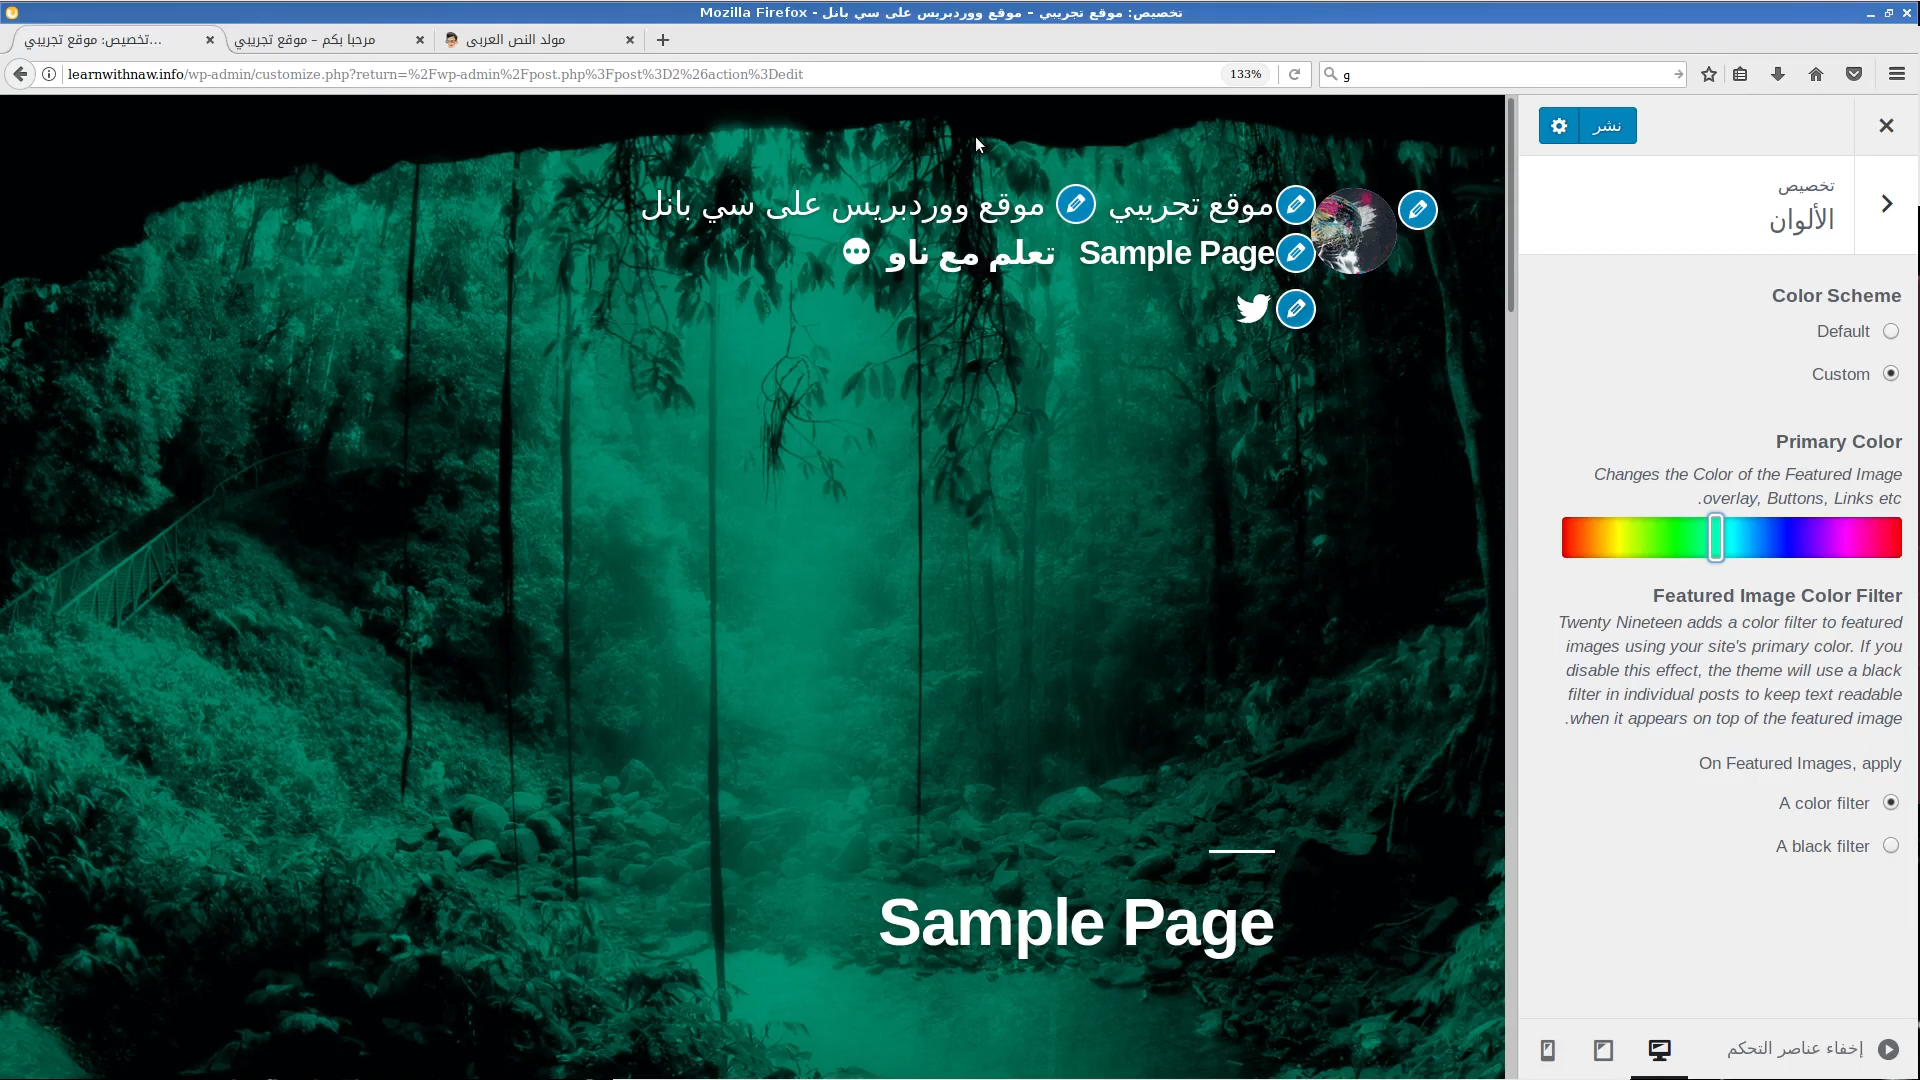 تخصيص: موقع تجريبي – موقع ووردبريس على سي بانل - Mozilla Firefox
تخصيص: موقع تجريبي...
مرحبا بكم – موقع تجريبي
مولد النص العربى
learnwithnaw.info/wp-admin/customize.php?return=%2Fwp-admin%2Fpost.php%3Fpost%3D2%26action%3Dedit
133%
و
موقع تجريبي
موقع ووردبريس على سي بانل
Sample Page
تعلم مع ناو
Sample Page
نشر
تخصيص
الألوان
Color Scheme
Default
Custom
Primary Color
Changes the Color of the Featured Image
overlay, Buttons, Links etc.
Featured Image Color Filter
Twenty Nineteen adds a color filter to featured
images using your site's primary color. If you
disable this effect, the theme will use a black
filter in individual posts to keep text readable
when it appears on top of the featured image.
On Featured Images, apply
A color filter
A black filter
إخفاء عناصر التحكم